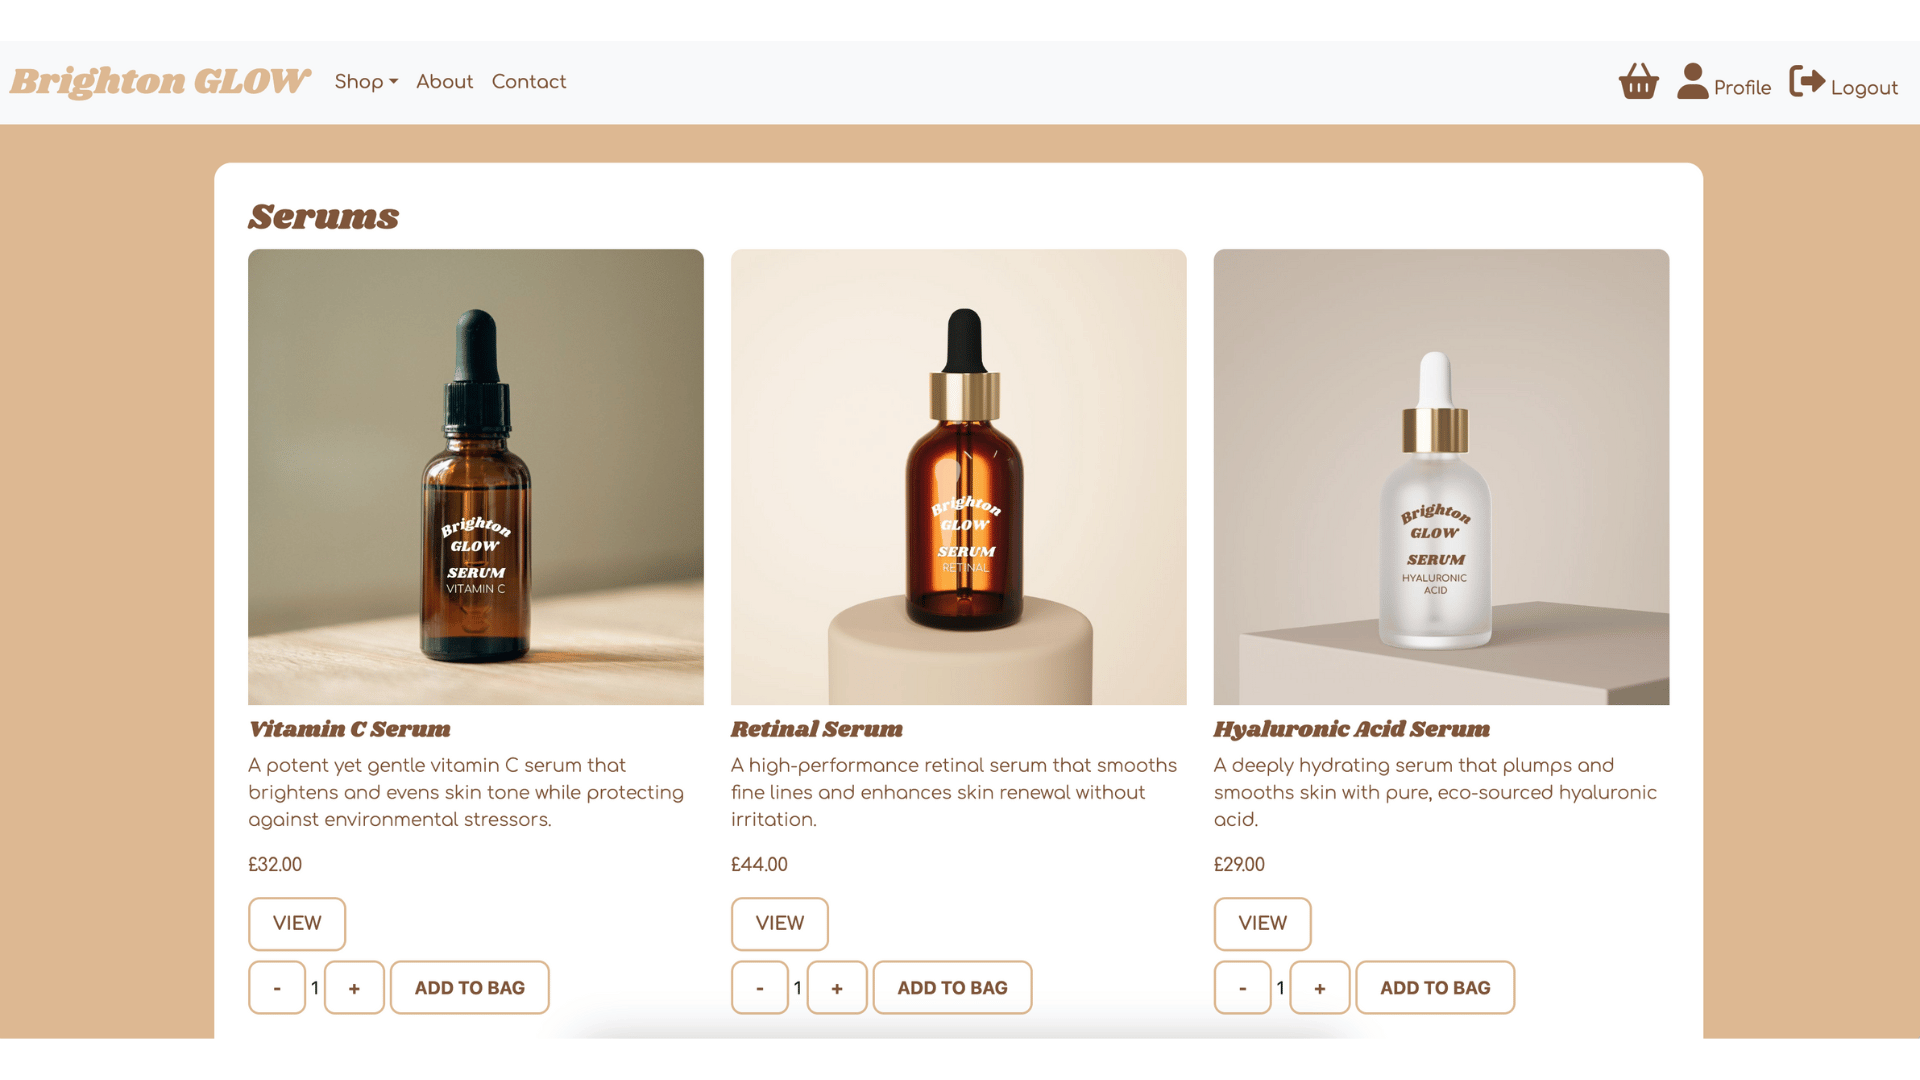 Brighton GLOW Shop About Contact Profile Logout
Serums
Brighton
GLOW
SERUM
VITAMIN C
Brighton
GLOW
SERUM
RETINAL
Brighton
GLOW
SERUM
HYALURONIC
ACID
Vitamin C Serum
A potent yet gentle vitamin C serum that
brightens and evens skin tone while protecting
against environmental stressors.
£32.00
VIEW
- 1 + ADD TO BAG
Retinal Serum
A high-performance retinal serum that smooths
fine lines and enhances skin renewal without
irritation.
£44.00
VIEW
- 1 + ADD TO BAG
Hyaluronic Acid Serum
A deeply hydrating serum that plumps and
smooths skin with pure, eco-sourced hyaluronic
acid.
£29.00
VIEW
- 1 + ADD TO BAG